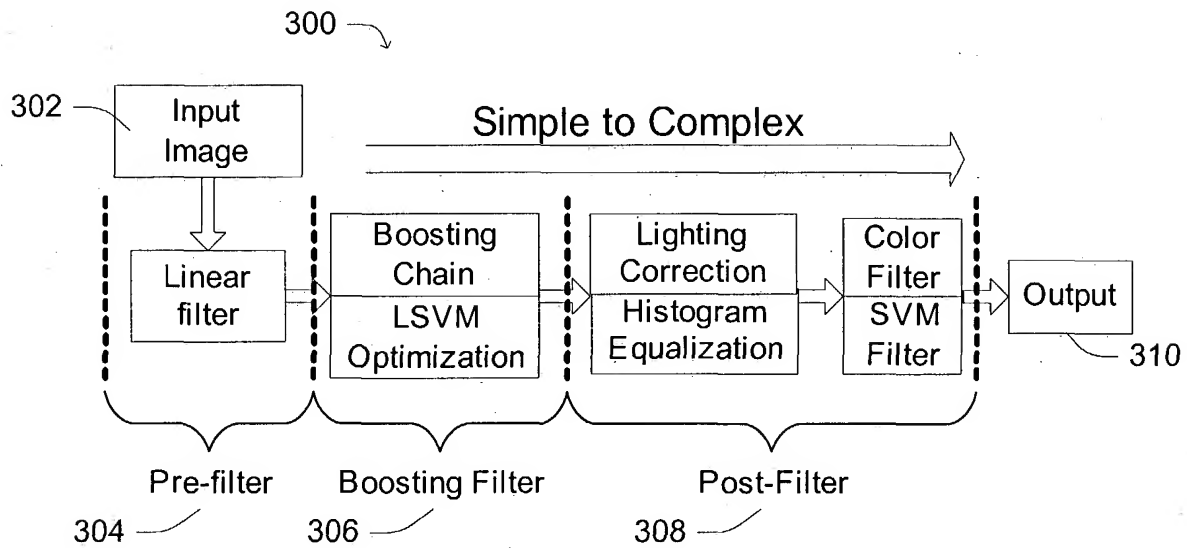 300
302
Input
Image
Simple to Complex
Linear
filter
Boosting
Chain
LSVM
Optimization
Lighting
Correction
Histogram
Equalization
Color
Filter
SVM
Filter
Output
310
Pre-filter
Boosting Filter
Post-Filter
304
306
308